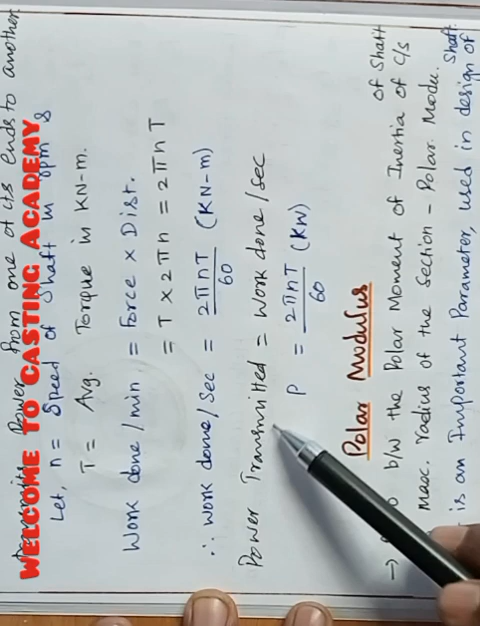 from one of its ends to another.
WELCOME TO CASTING ACADEMY
Let, n = Speed of Shaft in rpm &
T = Avg. Torque in KN-m.
Work done / min = Force × Dist.
= T × 2πn = 2πnT
∴ work done/sec = 2πnT/60 (KN-m)
Power Transmitted = Work done/sec
P = 2πnT/60 (KW)
Polar Modulus
→ b/w the Polar Moment of Inertia of C/s of Shaft
maxc. radius of the Section - Polar Modu.
is an Important Parameter, used in design of Shaft.